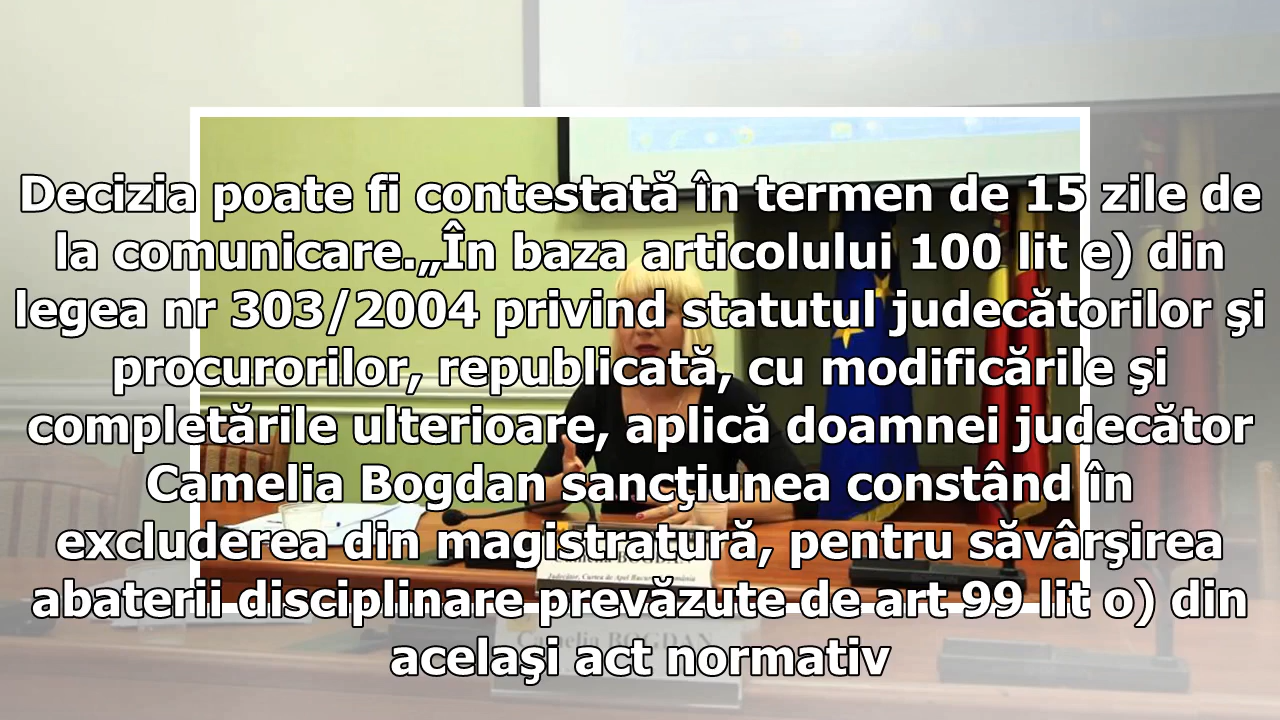 Decizia poate fi contestată în termen de 15 zile de
la comunicare.„În baza articolului 100 lit e) din
legea nr 303/2004 privind statutul judecătorilor şi
procurorilor, republicată, cu modificările şi
completările ulterioare, aplică doamnei judecător
Camelia Bogdan sancţiunea constând în
excluderea din magistratură, pentru săvârşirea
abaterii disciplinare prevăzute de art 99 lit o) din
acelaşi act normativ
Camelia BOGDAN